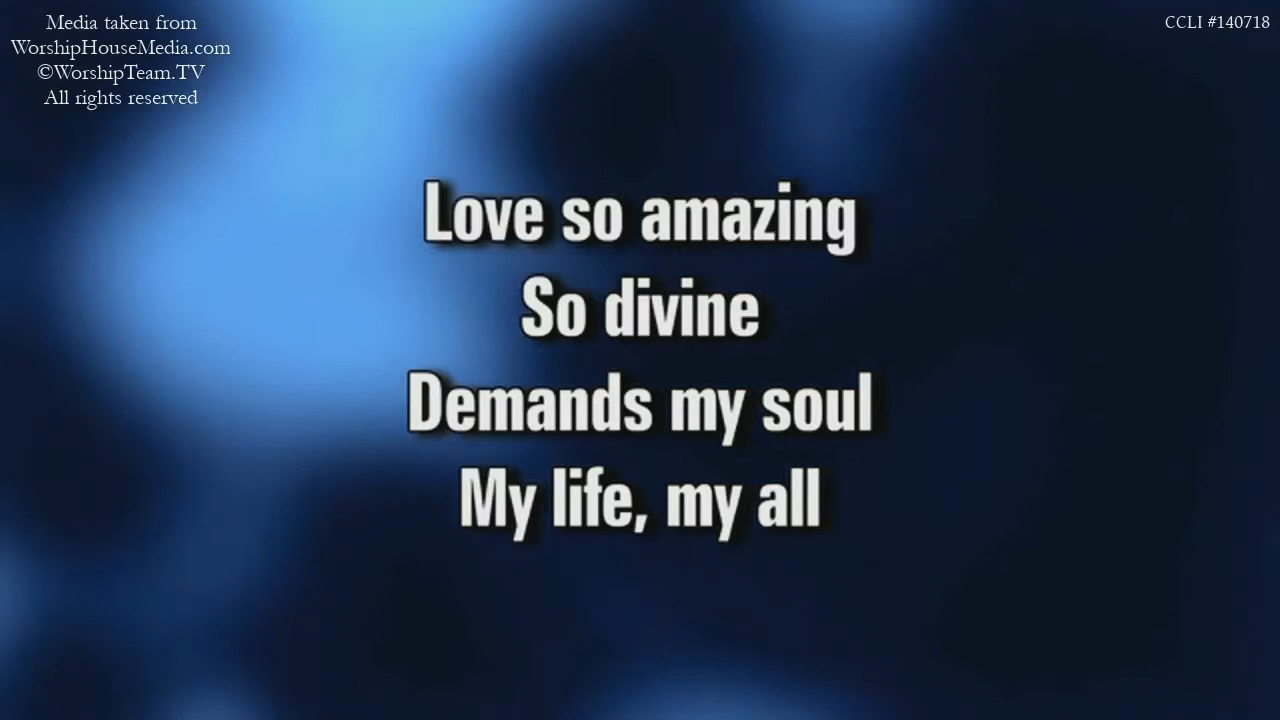 Media taken from
WorshipHouseMedia.com
©WorshipTeam.TV
All rights reserved
CCLI #140718
Love so amazing
So divine
Demands my soul
My life, my all